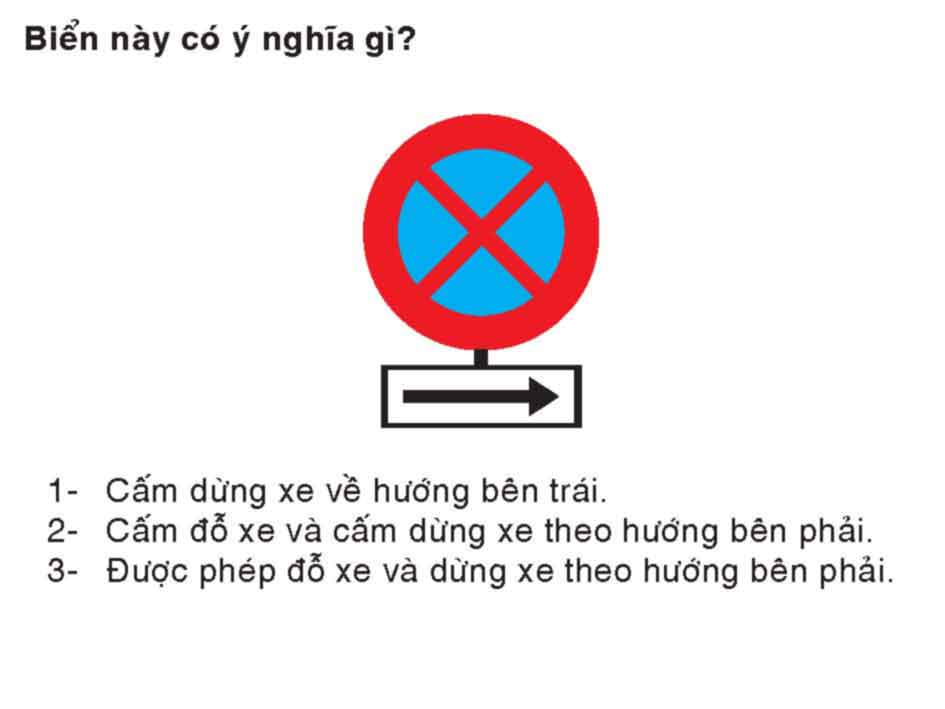 Biển này có ý nghĩa gì?
1- Cấm dừng xe về hướng bên trái.
2- Cấm đỗ xe và cấm dừng xe theo hướng bên phải.
3- Được phép đỗ xe và dừng xe theo hướng bên phải.